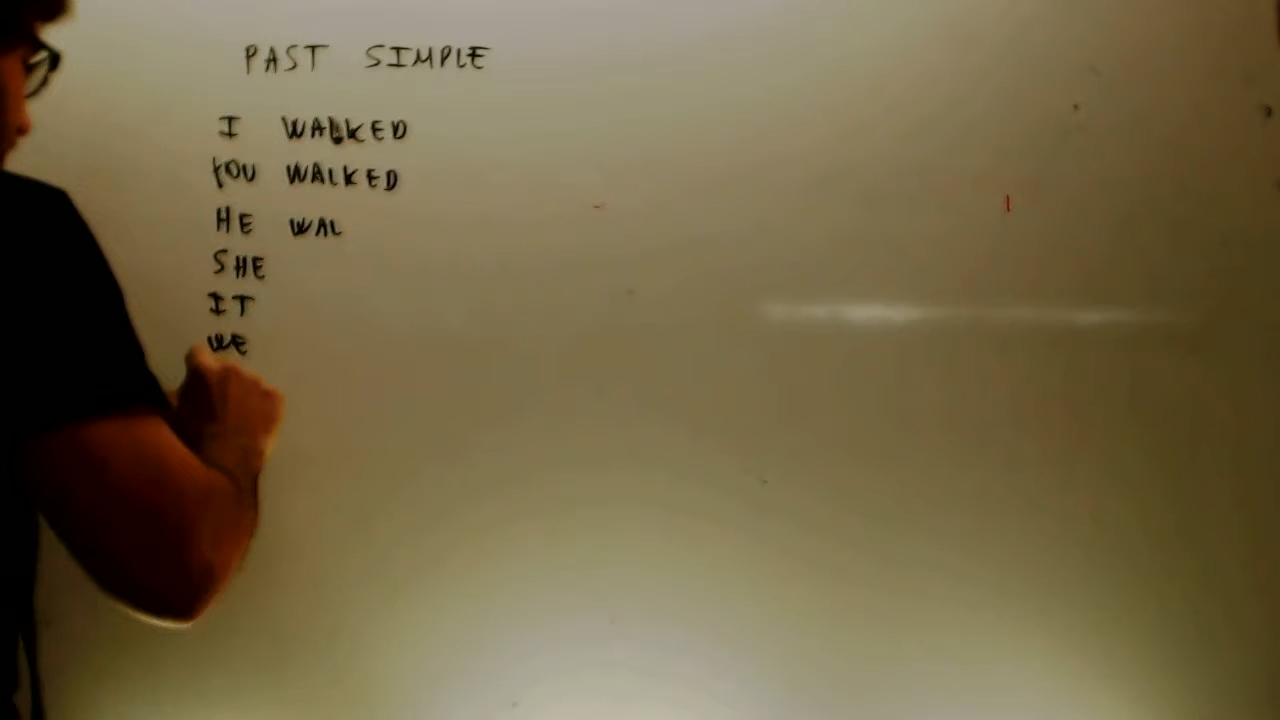 PAST SIMPLE
I WALKED
YOU WALKED
HE WAL
SHE
IT
WE